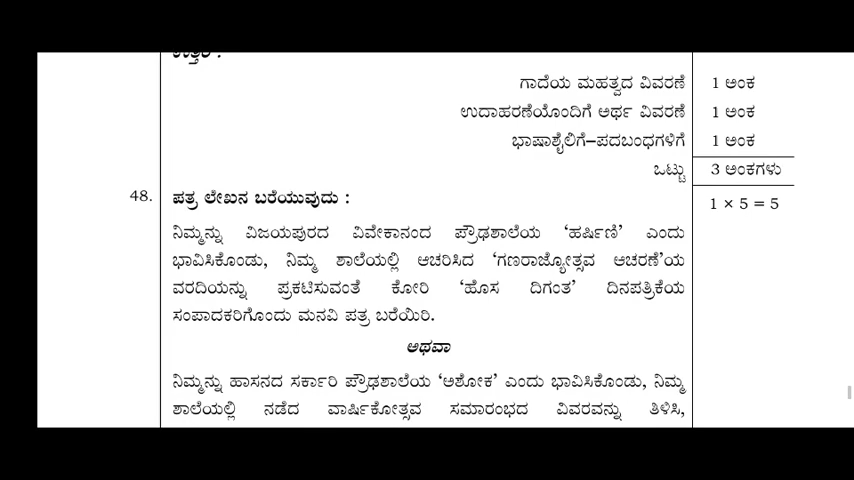 ಉತ್ತರ :
ಗಾದೆಯ ಮಹತ್ವದ ವಿವರಣೆ 1 ಅಂಕ
ಉದಾಹರಣೆಯೊಂದಿಗೆ ಅರ್ಥ ವಿವರಣೆ 1 ಅಂಕ
ಭಾಷಾಶೈಲಿಗೆ–ಪದಬಂಧಗಳಿಗೆ 1 ಅಂಕ
ಒಟ್ಟು 3 ಅಂಕಗಳು
48. ಪತ್ರ ಲೇಖನ ಬರೆಯುವುದು : 1 × 5 = 5
ನಿಮ್ಮನ್ನು ವಿಜಯಪುರದ ವಿವೇಕಾನಂದ ಪ್ರೌಢಶಾಲೆಯ ‘ಹರ್ಷಿಣಿ’ ಎಂದು
ಭಾವಿಸಿಕೊಂಡು, ನಿಮ್ಮ ಶಾಲೆಯಲ್ಲಿ ಆಚರಿಸಿದ ‘ಗಣರಾಜ್ಯೋತ್ಸವ ಆಚರಣೆ’ಯ
ವರದಿಯನ್ನು ಪ್ರಕಟಿಸುವಂತೆ ಕೋರಿ ‘ಹೊಸ ದಿಗಂತ’ ದಿನಪತ್ರಿಕೆಯ
ಸಂಪಾದಕರಿಗೊಂದು ಮನವಿ ಪತ್ರ ಬರೆಯಿರಿ.
ಅಥವಾ
ನಿಮ್ಮನ್ನು ಹಾಸನದ ಸರ್ಕಾರಿ ಪ್ರೌಢಶಾಲೆಯ ‘ಅಶೋಕ’ ಎಂದು ಭಾವಿಸಿಕೊಂಡು, ನಿಮ್ಮ
ಶಾಲೆಯಲ್ಲಿ ನಡೆದ ವಾರ್ಷಿಕೋತ್ಸವ ಸಮಾರಂಭದ ವಿವರವನ್ನು ತಿಳಿಸಿ,